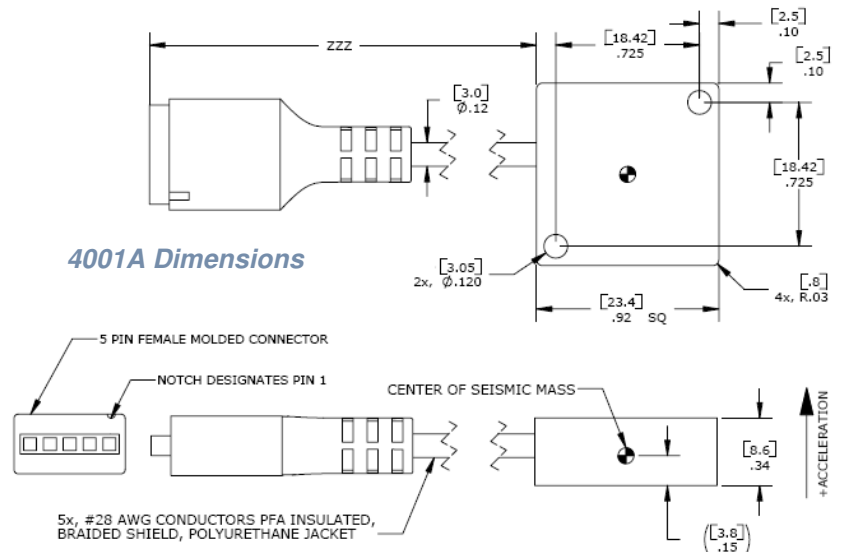 [2.5]
.10
ZZZ
[18.42]
.725
[2.5]
.10
[3.0]
Ø.12
[18.42]
.725
4001A Dimensions
[3.05]
2x, Ø.120
[.8]
4x, R.03
[23.4]
.92 SQ
5 PIN FEMALE MOLDED CONNECTOR
NOTCH DESIGNATES PIN 1
CENTER OF SEISMIC MASS
+ACCELERATION
[8.6]
.34
5x, #28 AWG CONDUCTORS PFA INSULATED,
BRAIDED SHIELD, POLYURETHANE JACKET
([3.8]
.15)